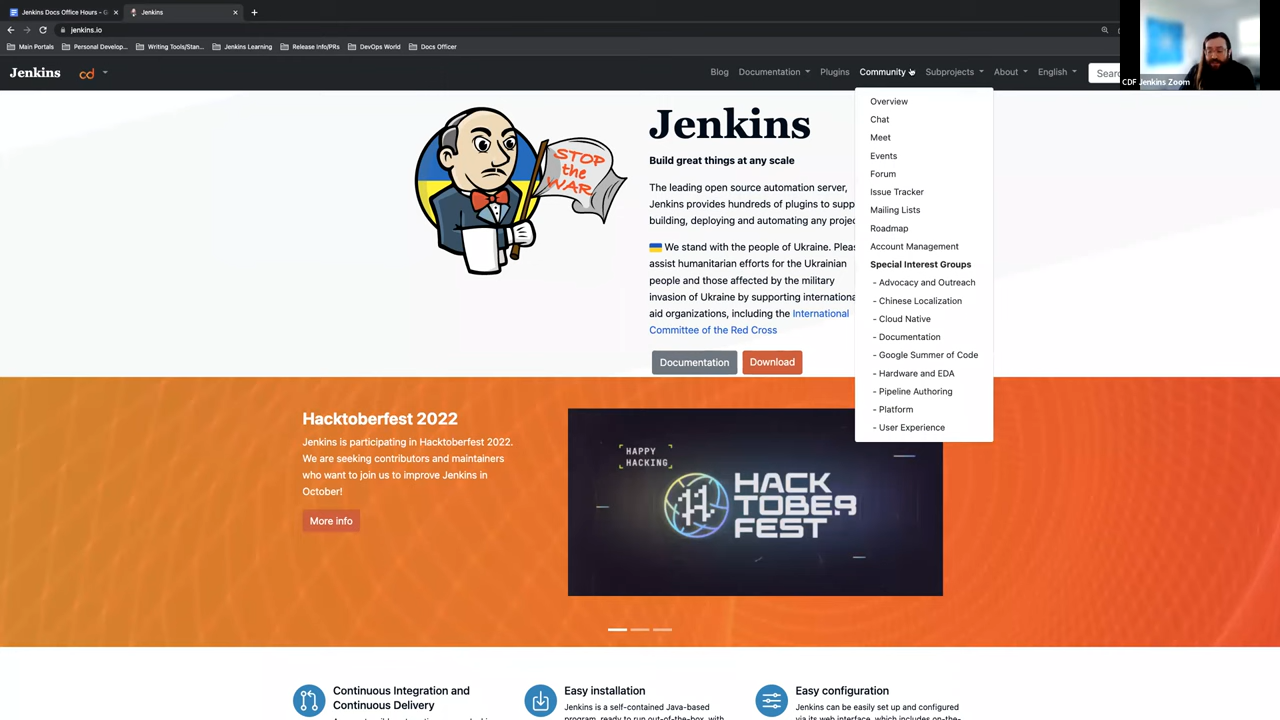 Jenkins Docs Office Hours - G
Jenkins
jenkins.io
Main Portals
Personal Develop...
Writing Tools/Stan...
Jenkins Learning
Release Info/PRs
DevOps World
Docs Officer
CDF Jenkins Zoom
Jenkins
cd
Blog
Documentation
Plugins
Community
Subprojects
About
English
Searc
Overview
Chat
Meet
Events
Forum
Issue Tracker
Mailing Lists
Roadmap
Account Management
Special Interest Groups
- Advocacy and Outreach
- Chinese Localization
- Cloud Native
- Documentation
- Google Summer of Code
- Hardware and EDA
- Pipeline Authoring
- Platform
- User Experience
STOP
the
WAR
Jenkins
Build great things at any scale
The leading open source automation server,
Jenkins provides hundreds of plugins to supp
building, deploying and automating any projec
We stand with the people of Ukraine. Pleas
assist humanitarian efforts for the Ukrainian
people and those affected by the military
invasion of Ukraine by supporting internationa
aid organizations, including the International
Committee of the Red Cross
Documentation
Download
Hacktoberfest 2022
Jenkins is participating in Hacktoberfest 2022.
We are seeking contributors and maintainers
who want to join us to improve Jenkins in
October!
More info
HAPPY
HACKING
HACK
TOBER
FEST
Continuous Integration and
Continuous Delivery
Easy installation
Jenkins is a self-contained Java-based
program, ready to run out-of-the-box, with
Easy configuration
Jenkins can be easily set up and configured
via its web interface, which includes on-the-